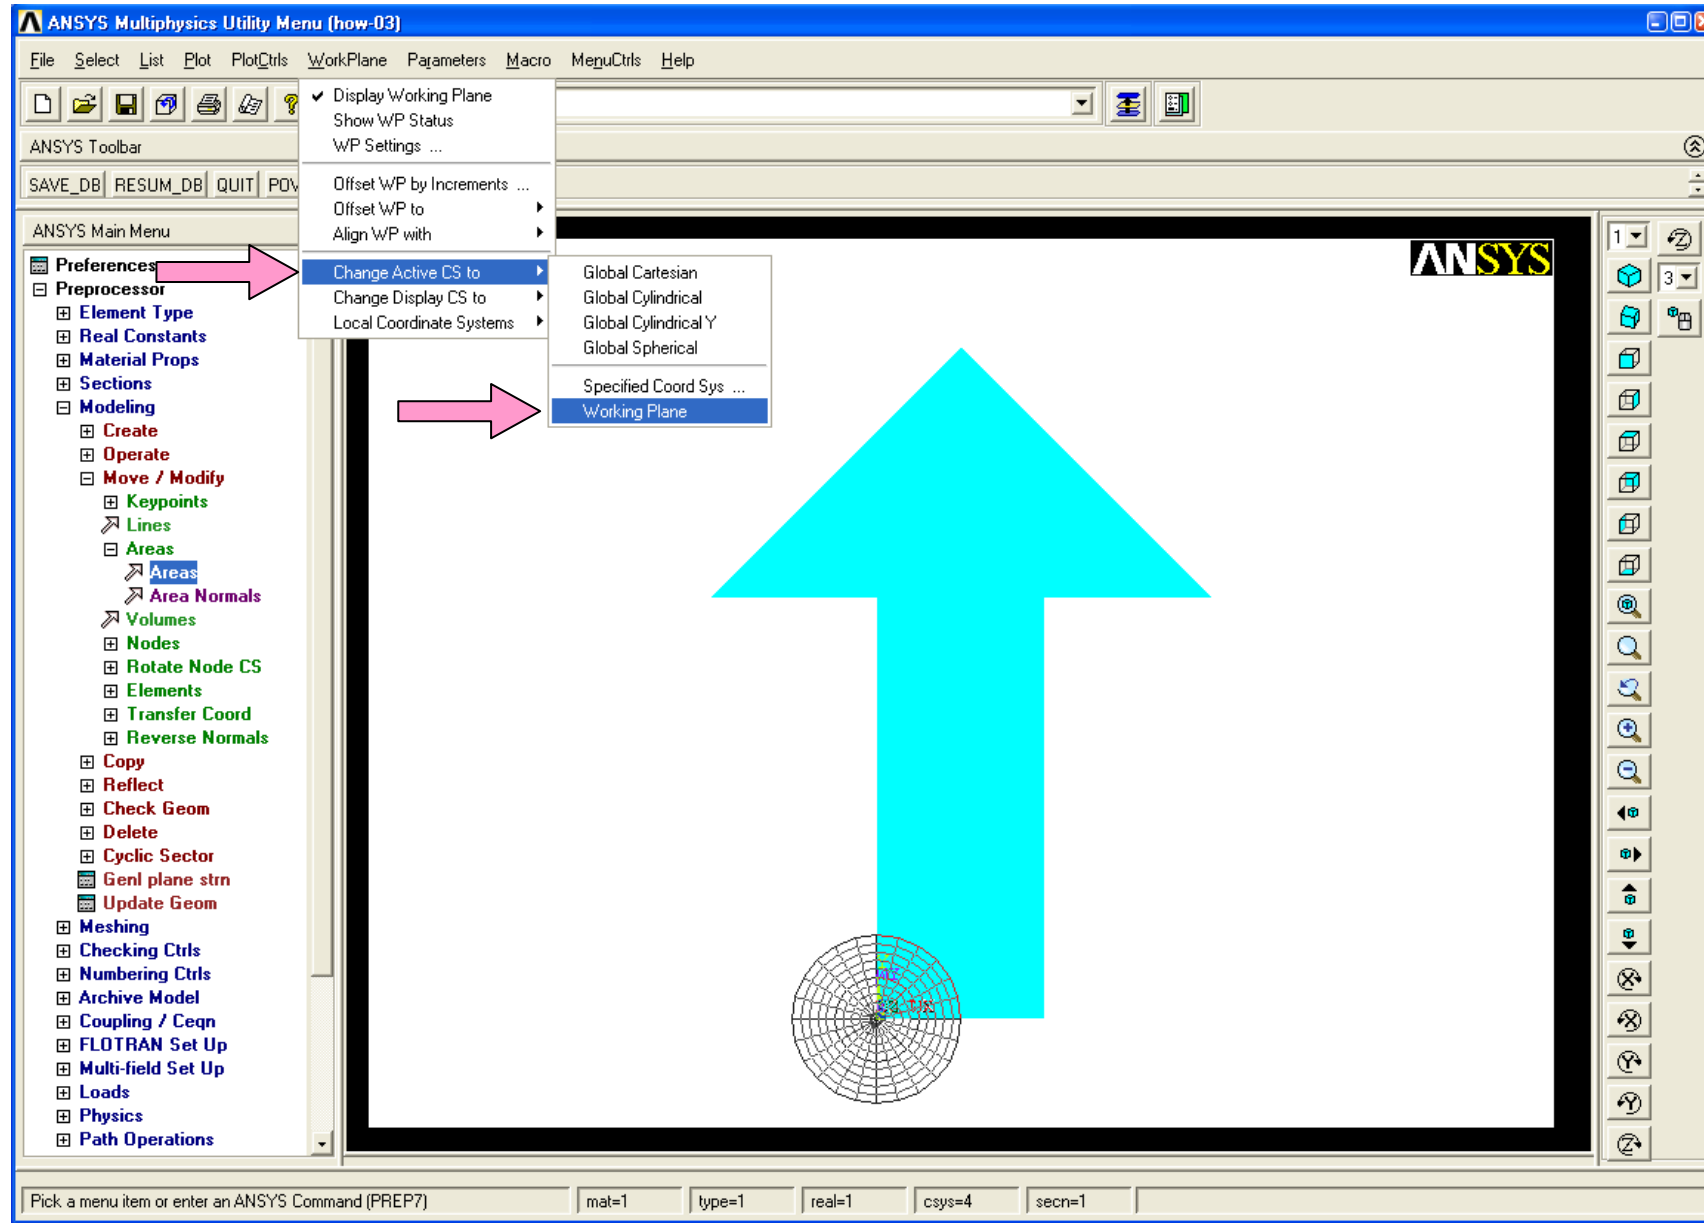 ANSYS Multiphysics Utility Menu (how-03)
File Select List Plot PlotCtrls WorkPlane Parameters Macro MenuCtrls Help
Display Working Plane
Show WP Status
WP Settings ...
Offset WP by Increments ...
Offset WP to
Align WP with
Change Active CS to
Change Display CS to
Local Coordinate Systems
Global Cartesian
Global Cylindrical
Global Cylindrical Y
Global Spherical
Specified Coord Sys ...
Working Plane
ANSYS Toolbar
SAVE_DB RESUM_DB QUIT POW
ANSYS Main Menu
Preferences
Preprocessor
Element Type
Real Constants
Material Props
Sections
Modeling
Create
Operate
Move / Modify
Keypoints
Lines
Areas
Areas
Area Normals
Volumes
Nodes
Rotate Node CS
Elements
Transfer Coord
Reverse Normals
Copy
Reflect
Check Geom
Delete
Cyclic Sector
Genl plane strn
Update Geom
Meshing
Checking Ctrls
Numbering Ctrls
Archive Model
Coupling / Ceqn
FLOTRAN Set Up
Multi-field Set Up
Loads
Physics
Path Operations
ANSYS
1
3
Pick a menu item or enter an ANSYS Command (PREP7) mat=1 type=1 real=1 csys=4 secn=1